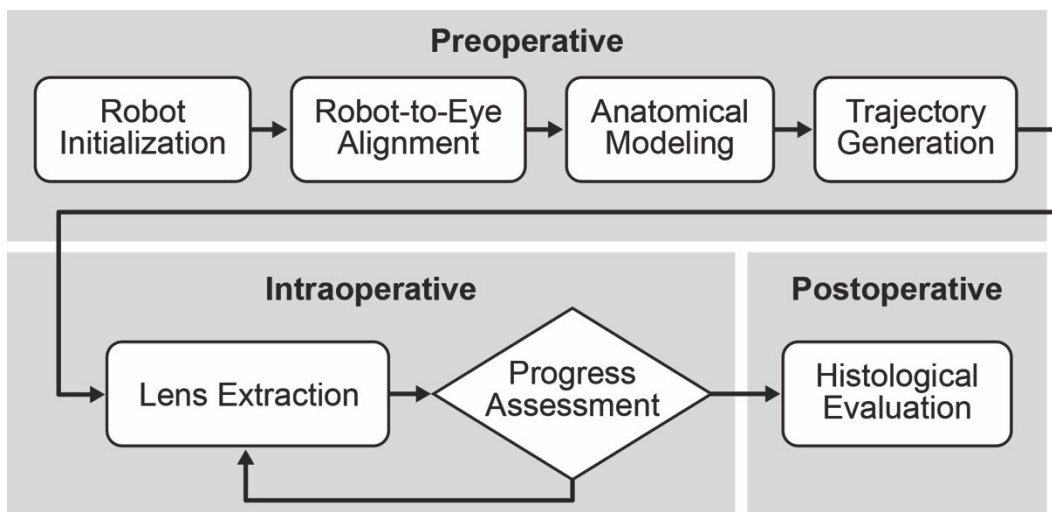 Preoperative
Robot
Initialization
Robot-to-Eye
Alignment
Anatomical
Modeling
Trajectory
Generation
Intraoperative
Lens Extraction
Progress
Assessment
Postoperative
Histological
Evaluation